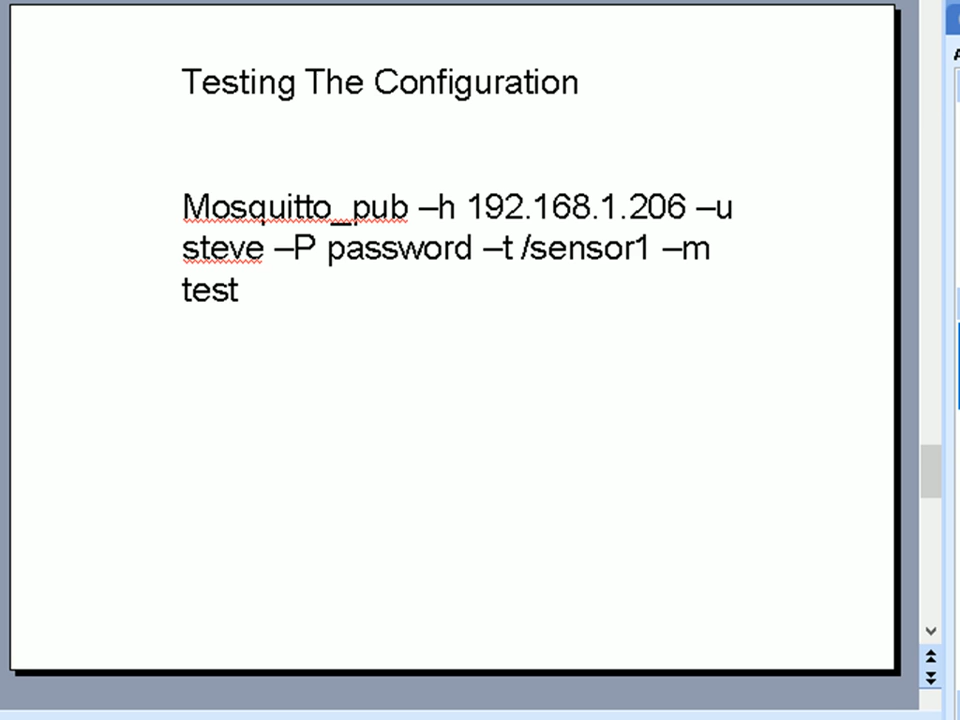 Testing The Configuration
Mosquitto_pub –h 192.168.1.206 –u
steve –P password –t /sensor1 –m
test